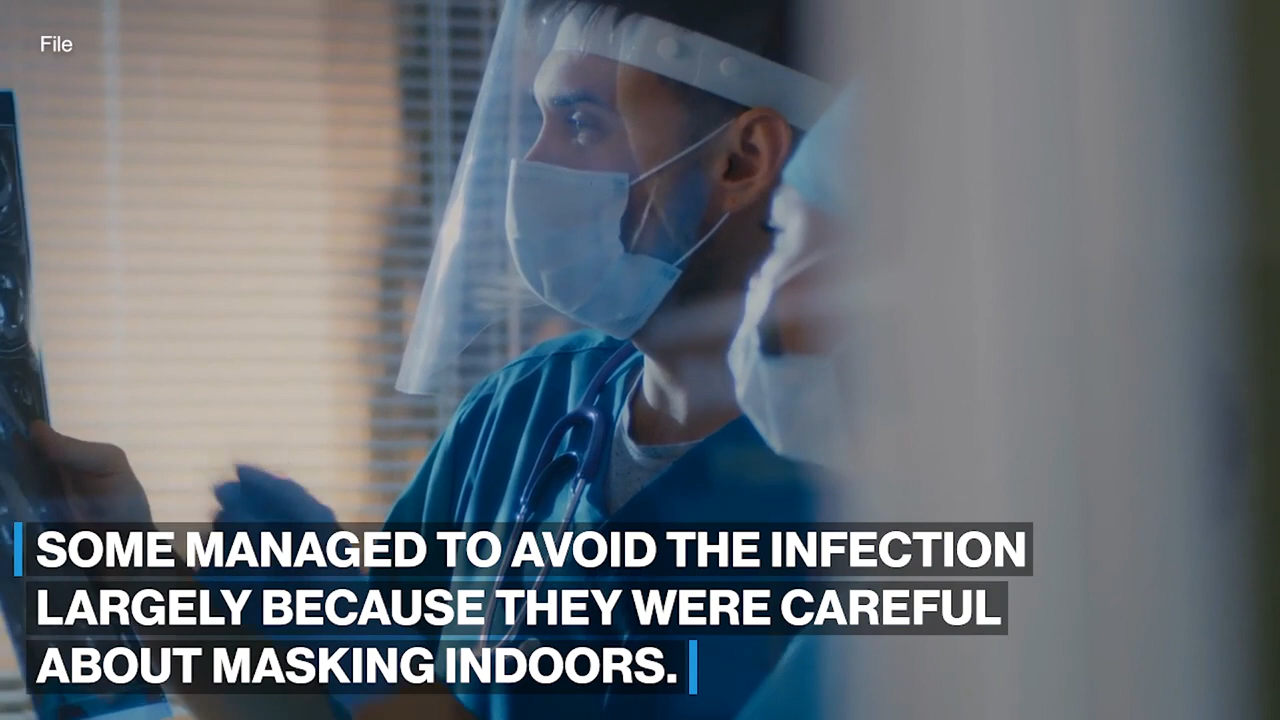 File
SOME MANAGED TO AVOID THE INFECTION
LARGELY BECAUSE THEY WERE CAREFUL
ABOUT MASKING INDOORS.